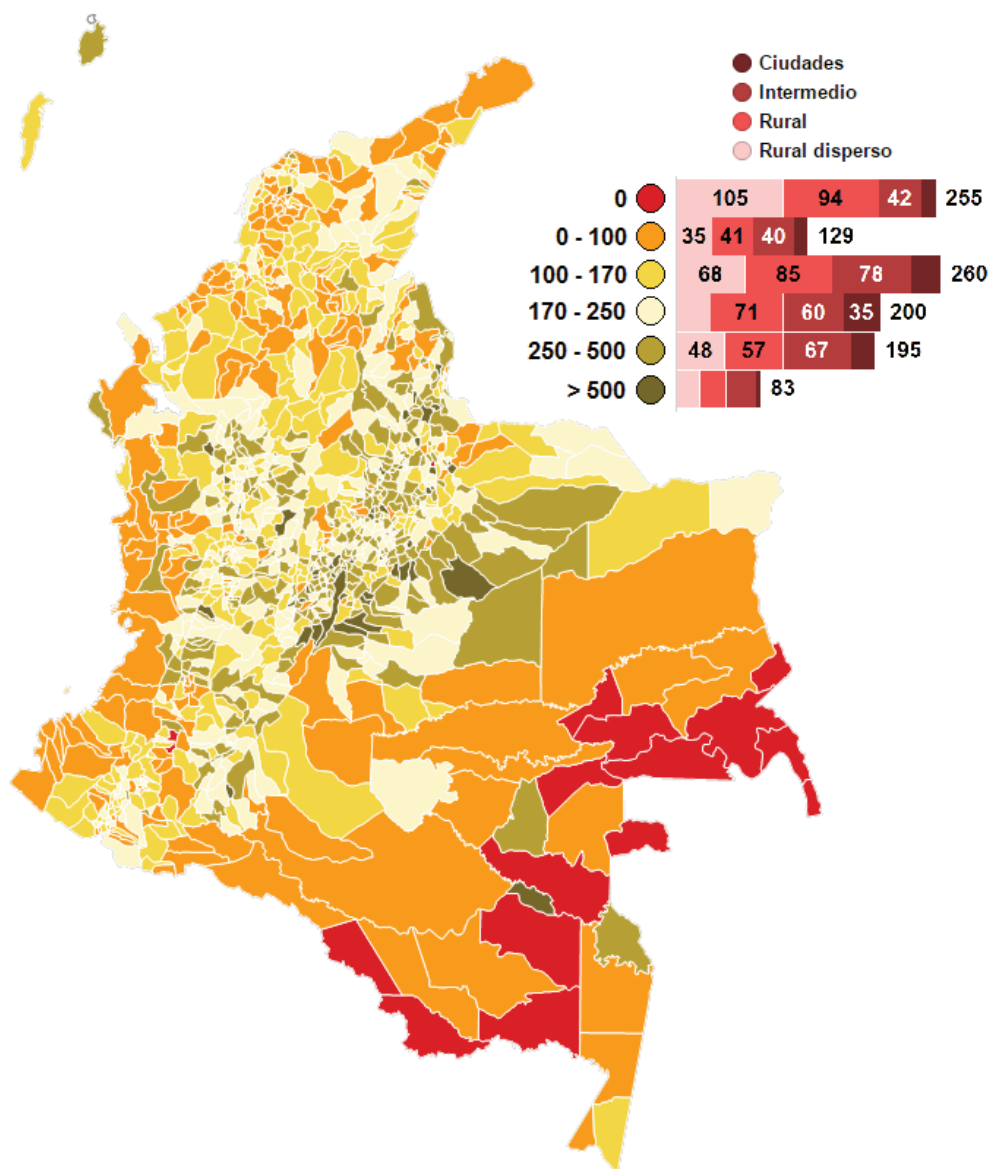 Ciudades
Intermedio
Rural
Rural disperso
0 105 94 42 255
0 - 100 35 41 40 129
100 - 170 68 85 78 260
170 - 250 71 60 35 200
250 - 500 48 57 67 195
> 500 83